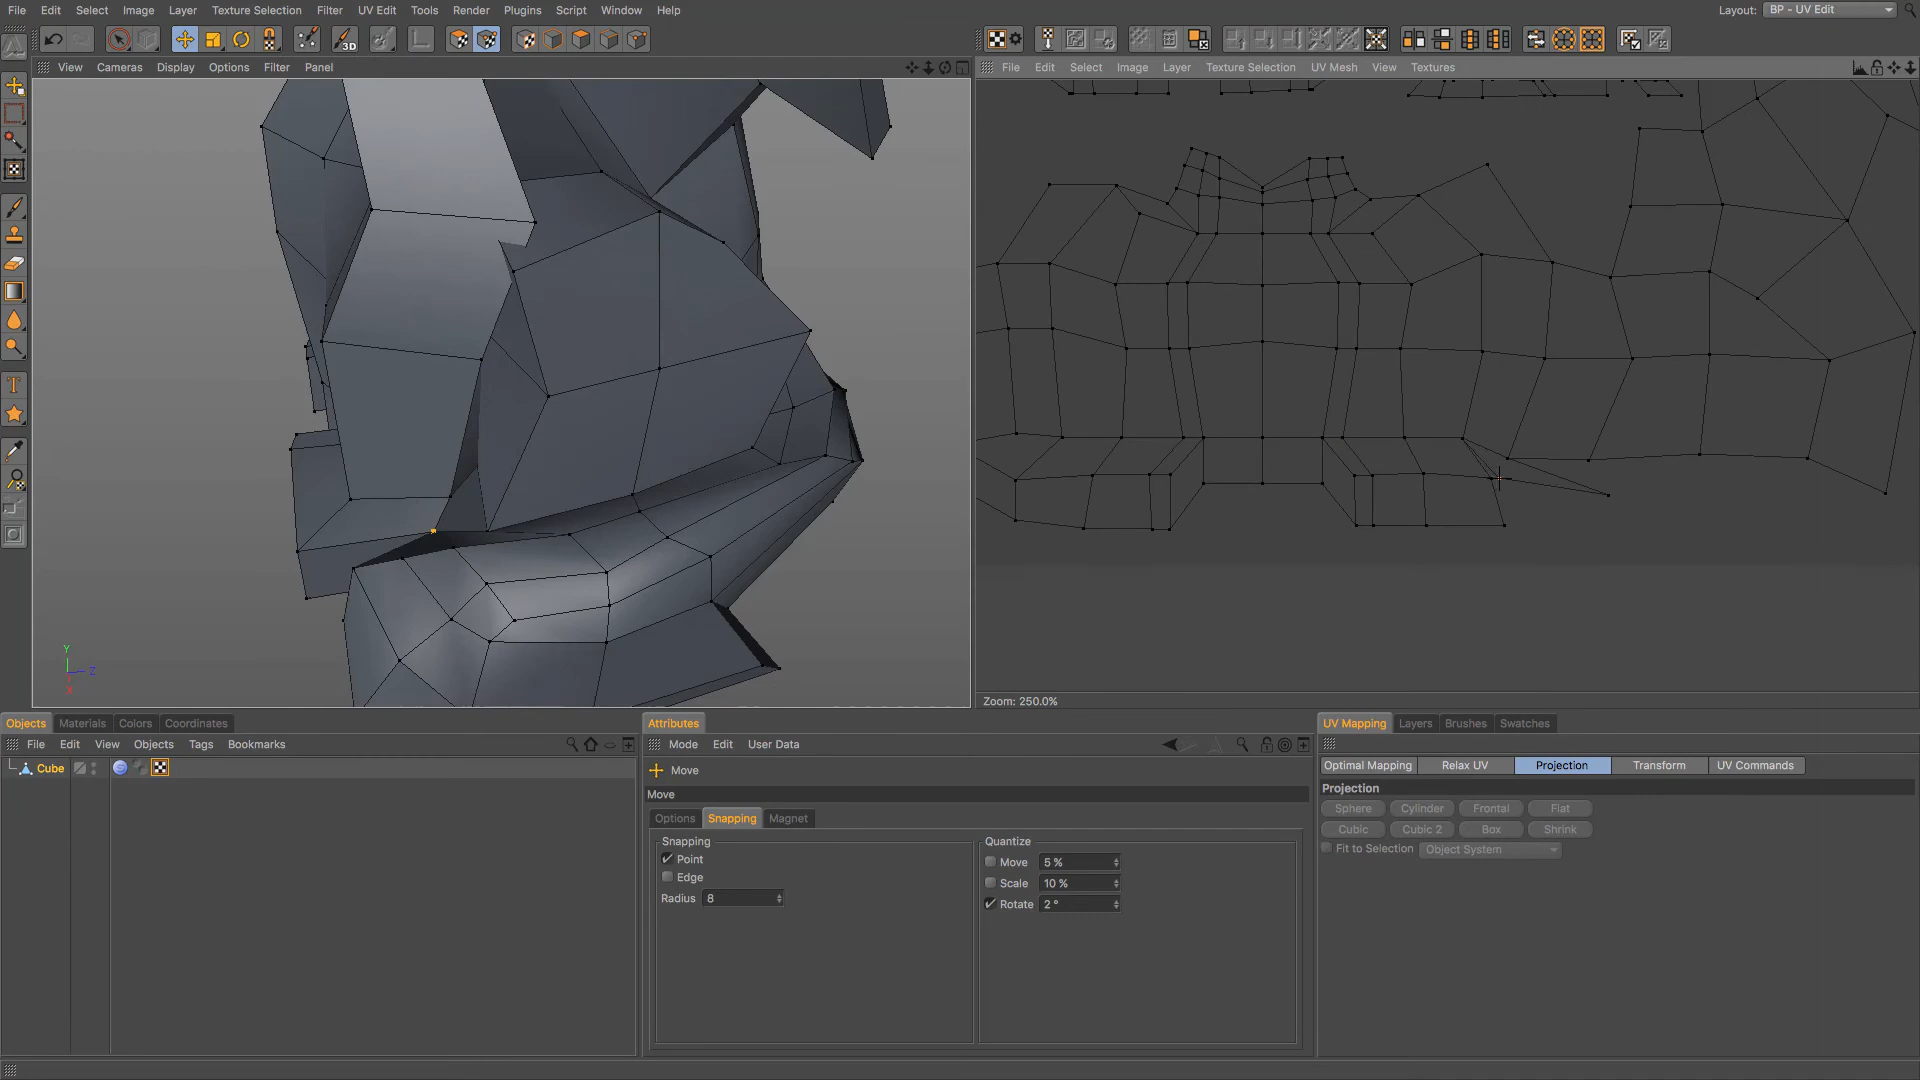 File Edit Select Image Layer Texture Selection Filter UV Edit Tools Render Plugins Script Window Help Layout: BP - UV Edit
3D
View Cameras Display Options Filter Panel
File Edit Select Image Layer Texture Selection UV Mesh View Textures
T
Y
Z
X
Zoom: 250.0%
Objects Materials Colors Coordinates
File Edit View Objects Tags Bookmarks
Cube
Attributes
Mode Edit User Data
Move
Move
Options Snapping Magnet
Snapping
Point
Edge
Radius 8
Quantize
Move 5 %
Scale 10 %
Rotate 2 °
UV Mapping Layers Brushes Swatches
Optimal Mapping Relax UV Projection Transform UV Commands
Projection
Sphere Cylinder Frontal Flat
Cubic Cubic 2 Box Shrink
Fit to Selection Object System